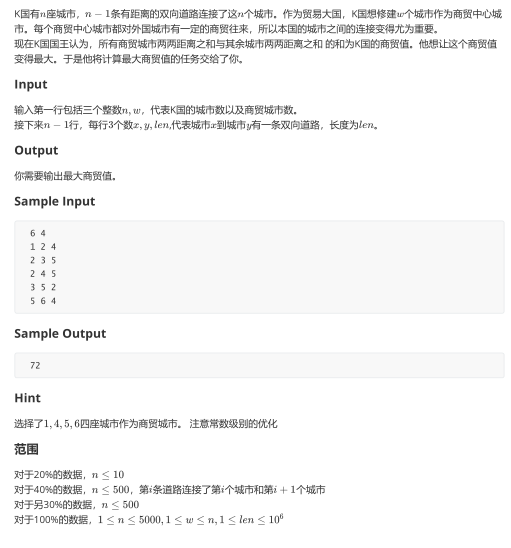 K国有n座城市，n − 1条有距离的双向道路连接了这n个城市。作为贸易大国，K国想修建w个城市作为商贸中心城
市。每个商贸中心城市都对外国城市有一定的商贸往来，所以本国的城市之间的连接变得尤为重要。
现在K国国王认为，所有商贸城市两两距离之和与其余城市两两距离之和 的和为K国的商贸值。他想让这个商贸值
变得最大。于是他将计算最大商贸值的任务交给了你。
Input
输入第一行包括三个整数n, w，代表K国的城市数以及商贸城市数。
接下来n − 1行，每行3个数x, y, len,代表城市x到城市y有一条双向道路，长度为len。
Output
你需要输出最大商贸值。
Sample Input
6 4
1 2 4
2 3 5
2 4 5
3 5 2
5 6 4
Sample Output
72
Hint
选择了1, 4, 5, 6四座城市作为商贸城市。 注意常数级别的优化
范围
对于20%的数据，n ≤ 10
对于40%的数据，n ≤ 500，第i条道路连接了第i个城市和第i + 1个城市
对于另30%的数据，n ≤ 500
对于100%的数据，1 ≤ n ≤ 5000, 1 ≤ w ≤ n, 1 ≤ len ≤ 10⁶